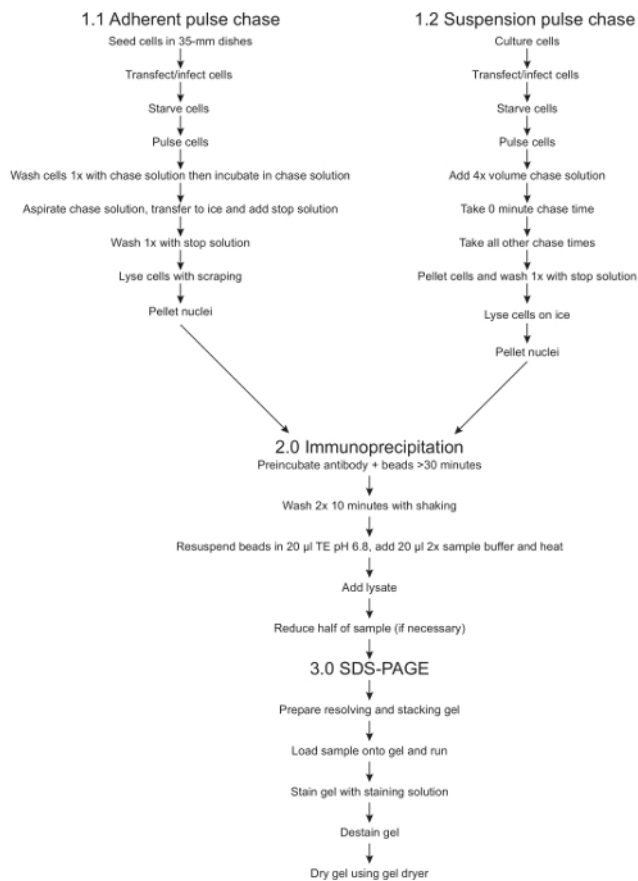 1.1 Adherent pulse chase
Seed cells in 35-mm dishes
Transfect/infect cells
Starve cells
Pulse cells
Wash cells 1x with chase solution then incubate in chase solution
Aspirate chase solution, transfer to ice and add stop solution
Wash 1x with stop solution
Lyse cells with scraping
Pellet nuclei
1.2 Suspension pulse chase
Culture cells
Transfect/infect cells
Starve cells
Pulse cells
Add 4x volume chase solution
Take 0 minute chase time
Take all other chase times
Pellet cells and wash 1x with stop solution
Lyse cells on ice
Pellet nuclei
2.0 Immunoprecipitation
Preincubate antibody + beads >30 minutes
Wash 2x 10 minutes with shaking
Resuspend beads in 20 µl TE pH 6.8, add 20 µl 2x sample buffer and heat
Add lysate
Reduce half of sample (if necessary)
3.0 SDS-PAGE
Prepare resolving and stacking gel
Load sample onto gel and run
Stain gel with staining solution
Destain gel
Dry gel using gel dryer